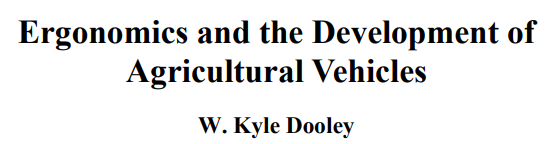 Ergonomics and the Development of
Agricultural Vehicles
W. Kyle Dooley